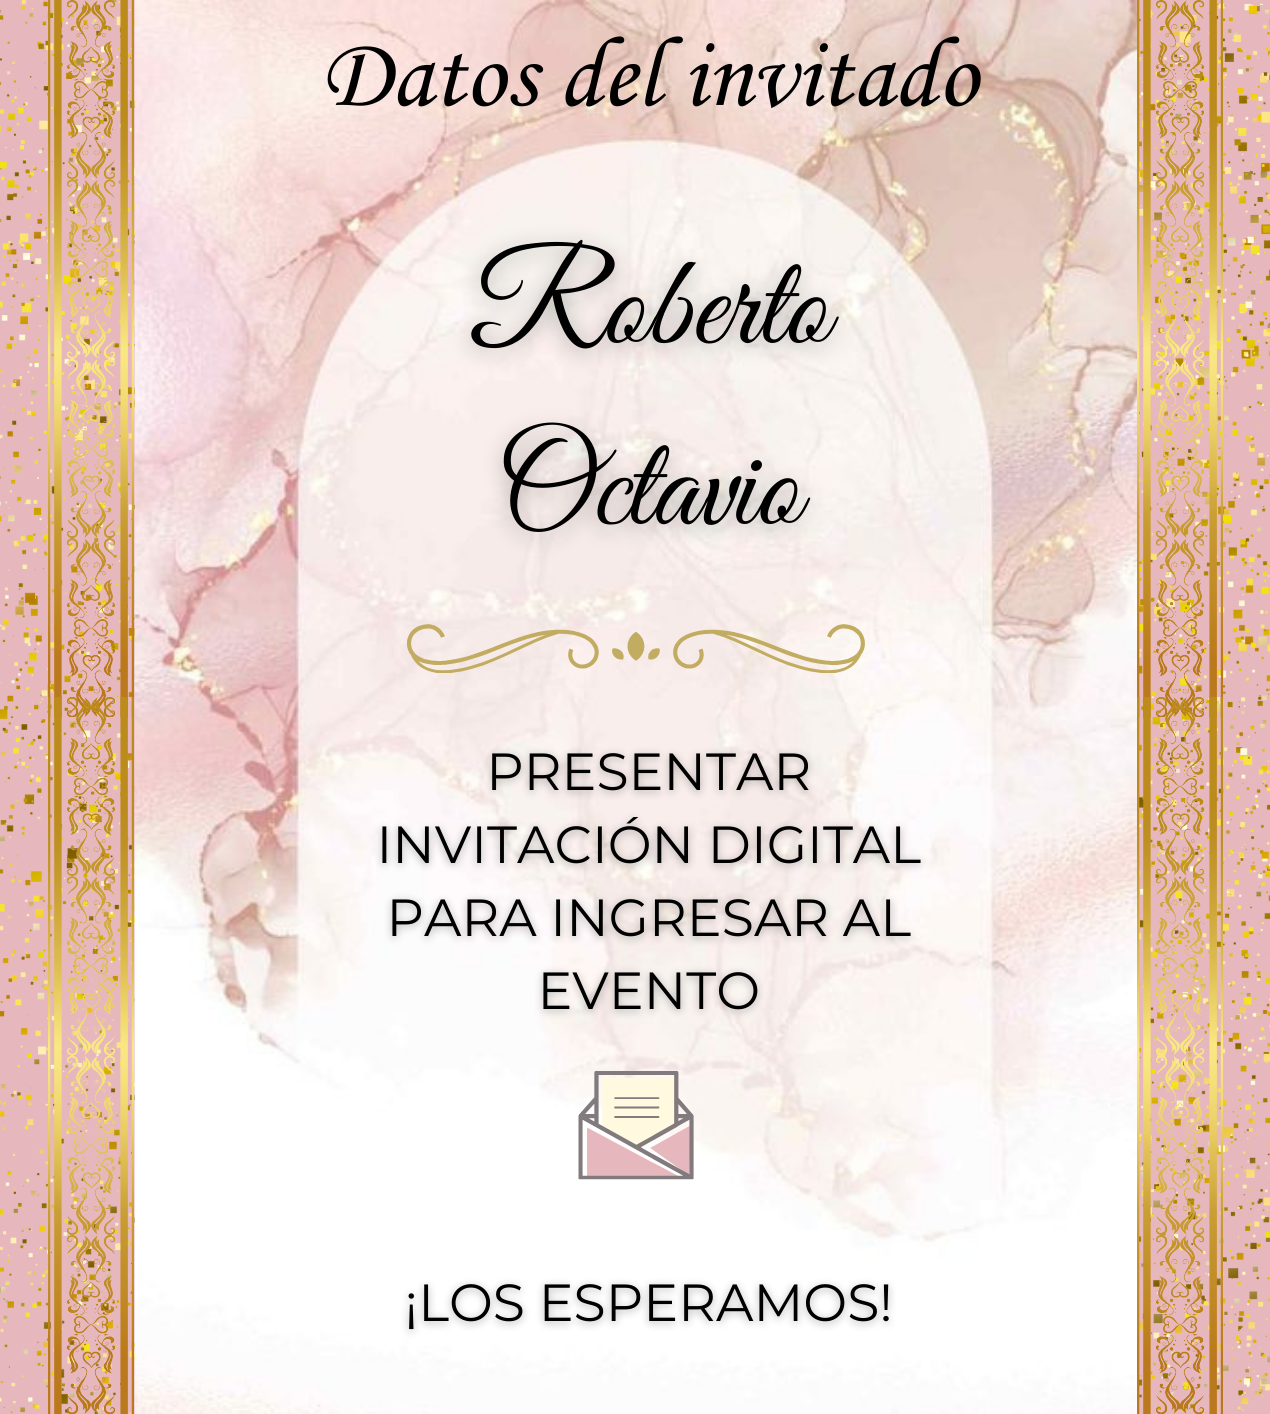 Datos del invitado
Roberto
Octavio
PRESENTAR
INVITACIÓN DIGITAL
PARA INGRESAR AL
EVENTO
¡LOS ESPERAMOS!